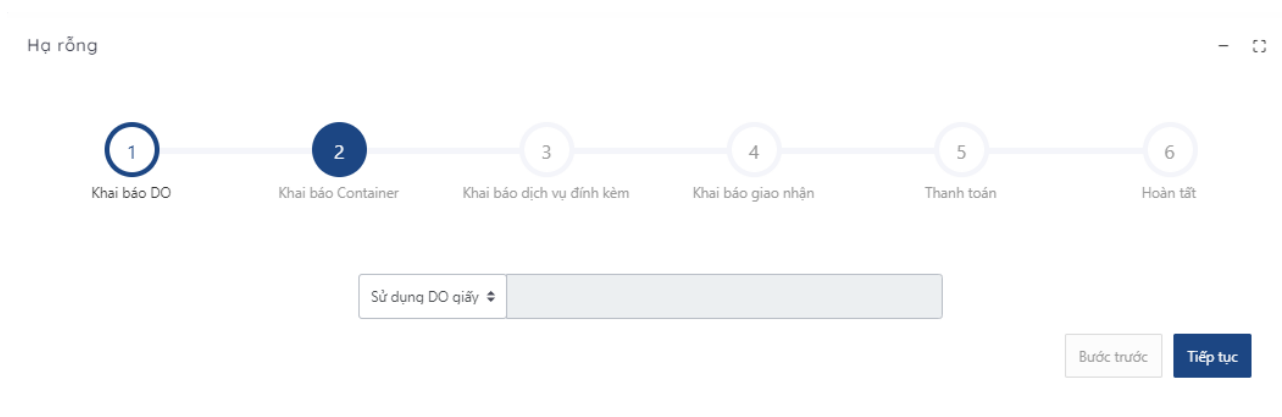 Hạ rỗng
1 2 3 4 5 6
Khai báo DO Khai báo Container Khai báo dịch vụ đính kèm Khai báo giao nhận Thanh toán Hoàn tất
Sử dụng DO giấy
Bước trước Tiếp tục